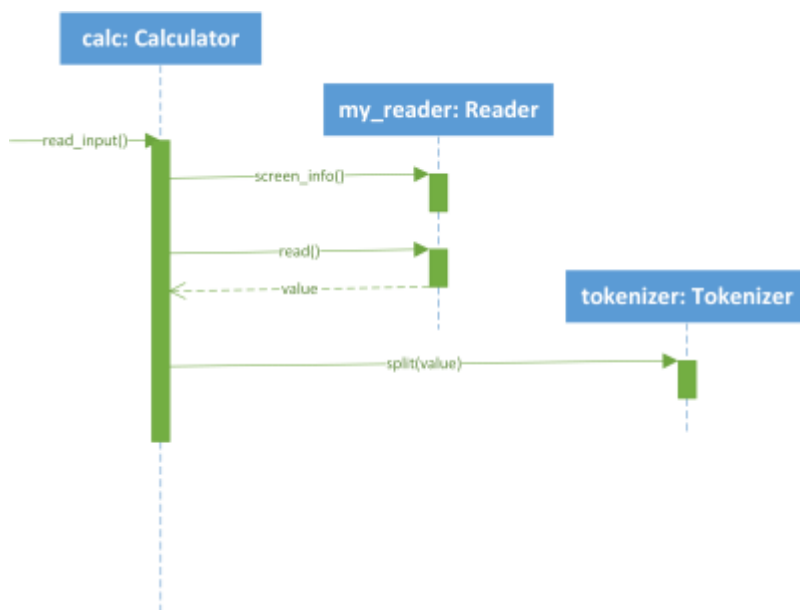 calc: Calculator
my_reader: Reader
read_input()
screen_info()
read()
value
tokenizer: Tokenizer
split(value)